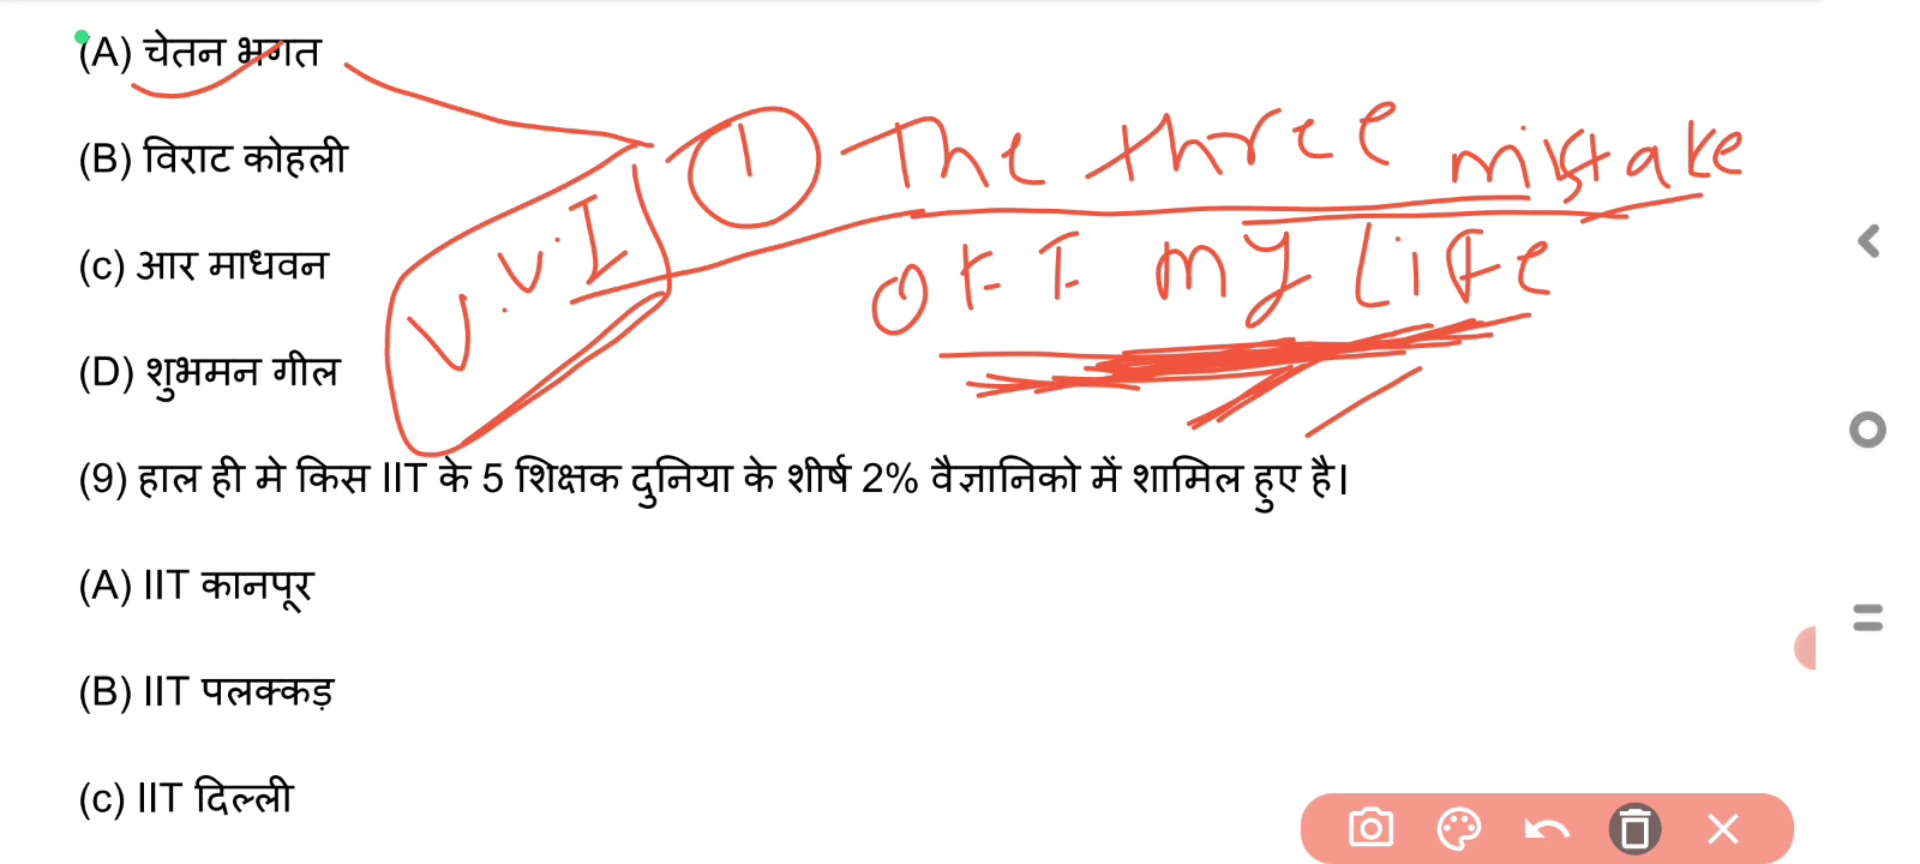 (A) चेतन भगत
(B) विराट कोहली
(c) आर माधवन
(D) शुभमन गील
V.V.I
① The three mistake
OF I my Life
(9) हाल ही मे किस IIT के 5 शिक्षक दुनिया के शीर्ष 2% वैज्ञानिको में शामिल हुए है।
(A) IIT कानपूर
(B) IIT पलक्कड़
(c) IIT दिल्ली